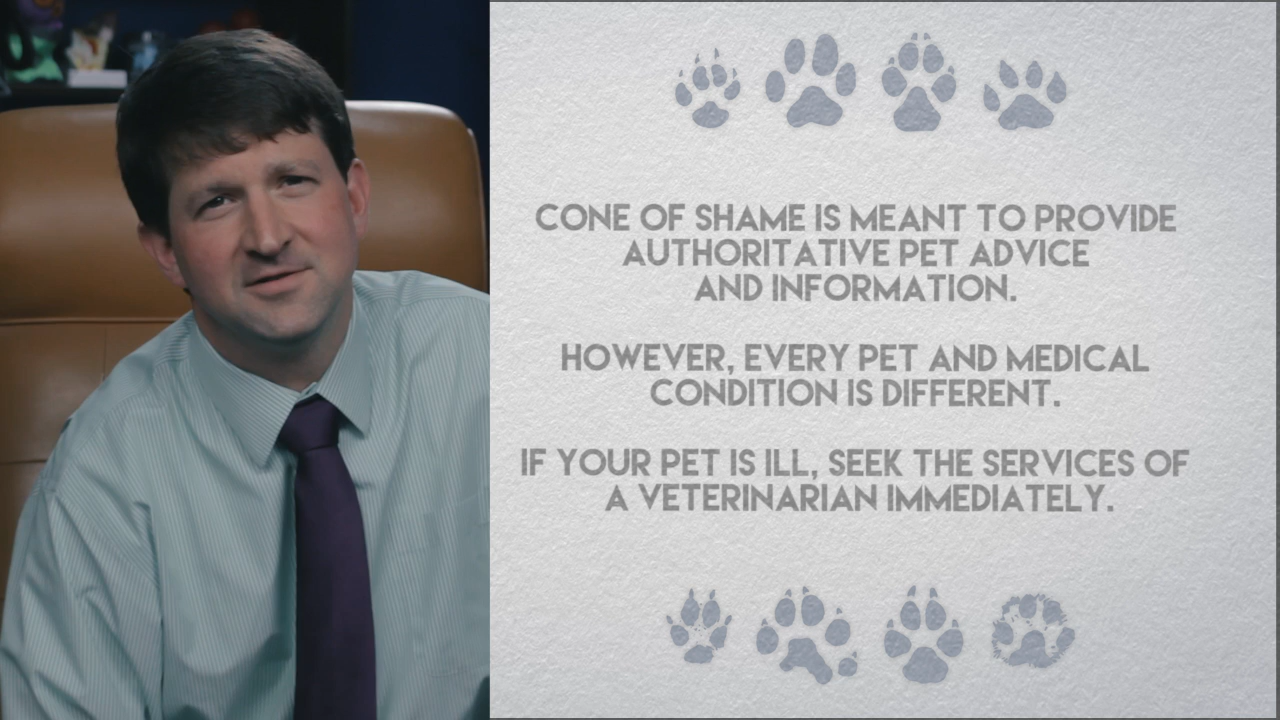 CONE OF SHAME IS MEANT TO PROVIDE
AUTHORITATIVE PET ADVICE
AND INFORMATION.
HOWEVER, EVERY PET AND MEDICAL
CONDITION IS DIFFERENT.
IF YOUR PET IS ILL, SEEK THE SERVICES OF
A VETERINARIAN IMMEDIATELY.